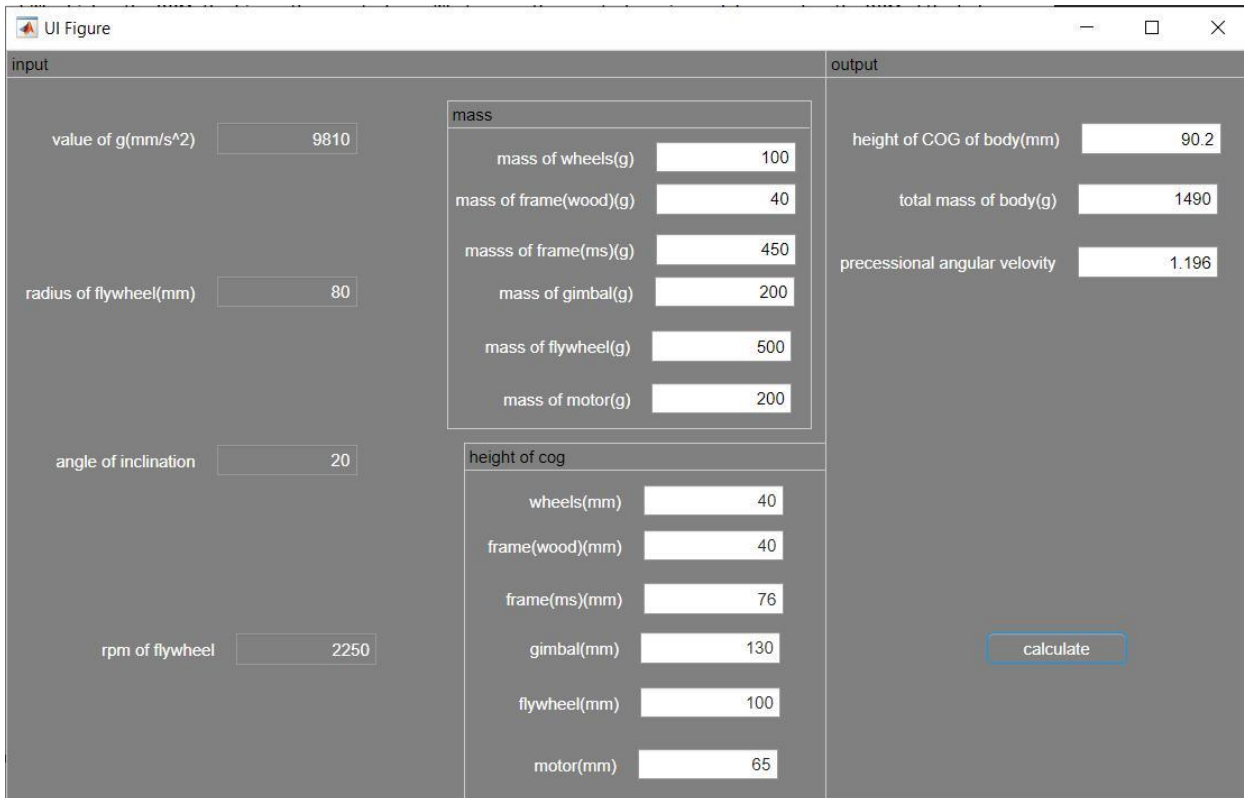 UI Figure
input
value of g(mm/s^2) 9810
radius of flywheel(mm) 80
angle of inclination 20
rpm of flywheel 2250
mass
mass of wheels(g) 100
mass of frame(wood)(g) 40
masss of frame(ms)(g) 450
mass of gimbal(g) 200
mass of flywheel(g) 500
mass of motor(g) 200
height of cog
wheels(mm) 40
frame(wood)(mm) 40
frame(ms)(mm) 76
gimbal(mm) 130
flywheel(mm) 100
motor(mm) 65
output
height of COG of body(mm) 90.2
total mass of body(g) 1490
precessional angular velovity 1.196
calculate